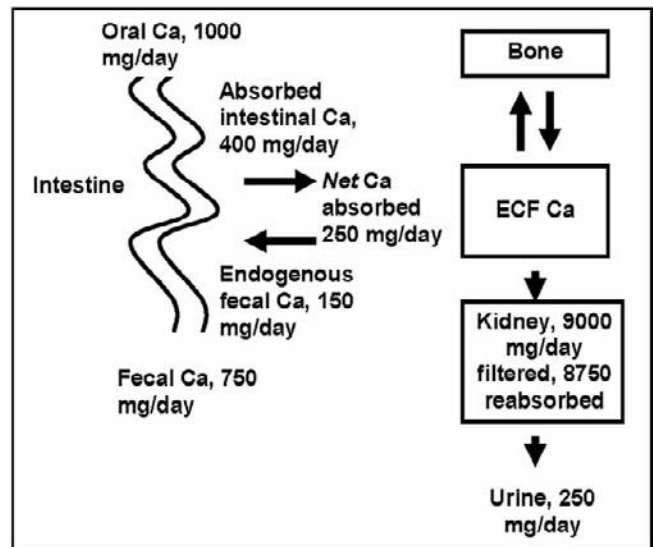 Oral Ca, 1000
mg/day
Absorbed
intestinal Ca,
400 mg/day
Intestine
Net Ca
absorbed
250 mg/day
Endogenous
fecal Ca, 150
mg/day
Fecal Ca, 750
mg/day
Bone
ECF Ca
Kidney, 9000
mg/day
filtered, 8750
reabsorbed
Urine, 250
mg/day